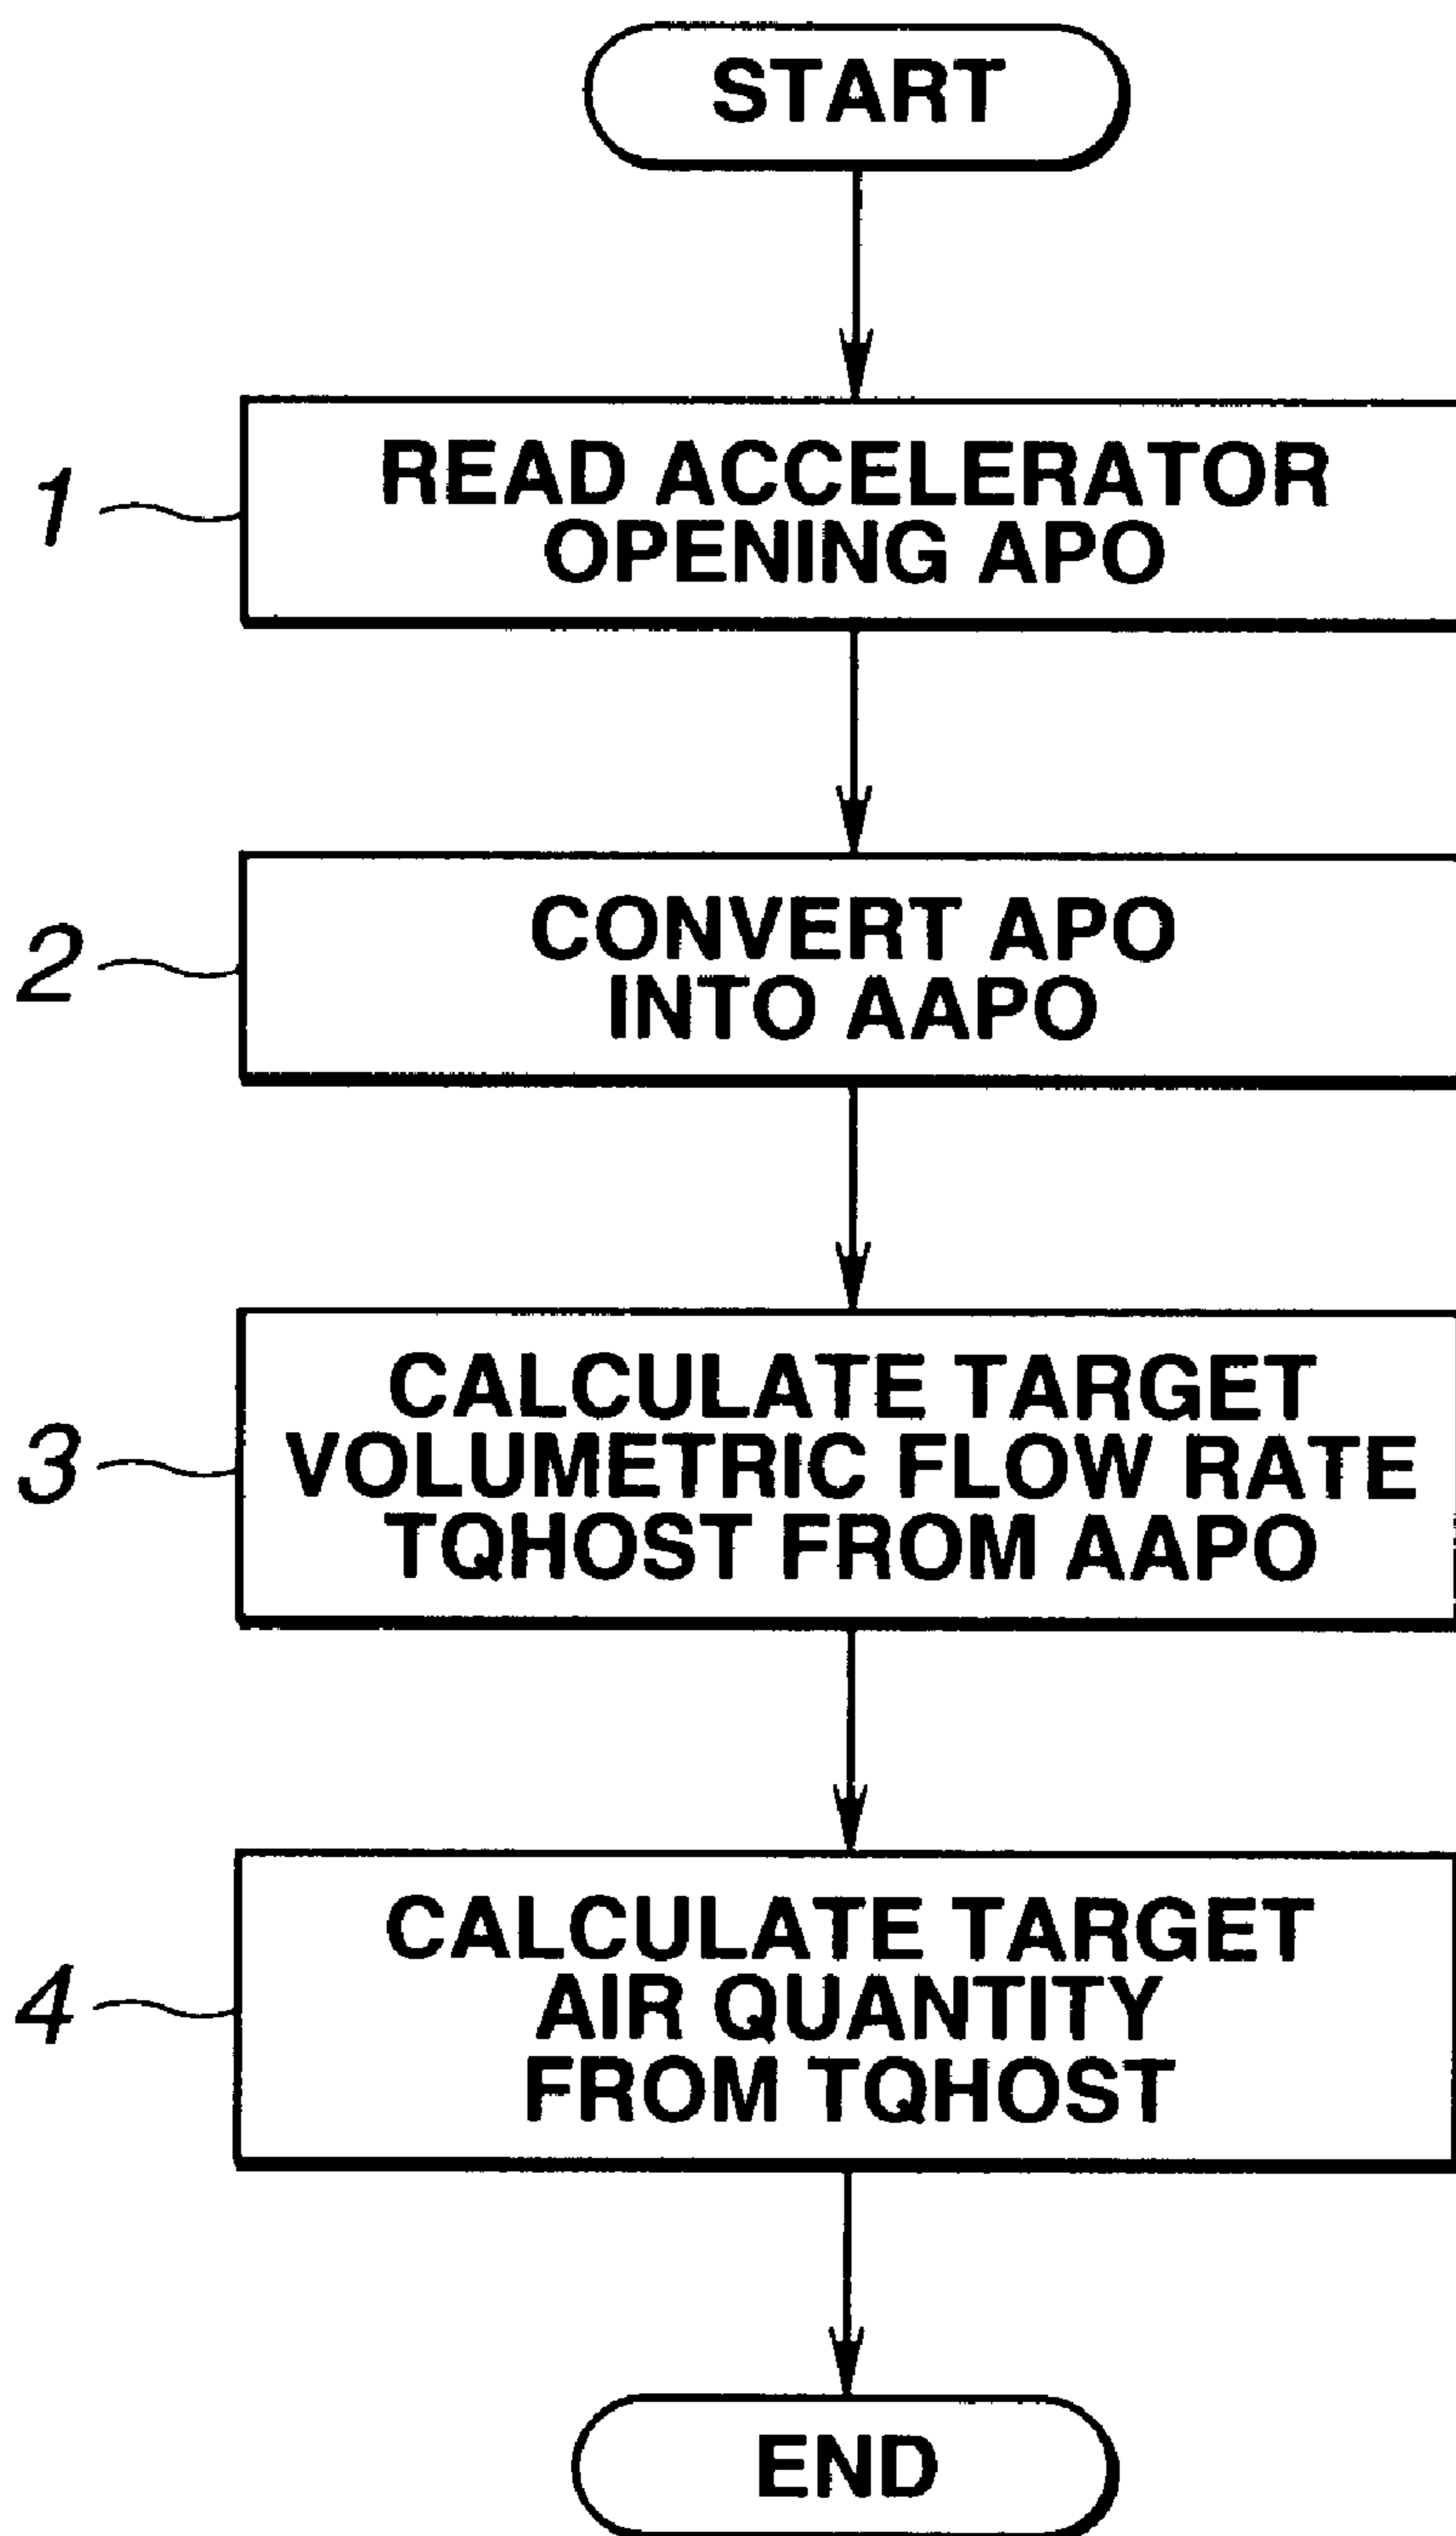 START
1
READ ACCELERATOR
OPENING APO
2
CONVERT APO
INTO AAPO
3
CALCULATE TARGET
VOLUMETRIC FLOW RATE
TQHOST FROM AAPO
4
CALCULATE TARGET
AIR QUANTITY
FROM TQHOST
END